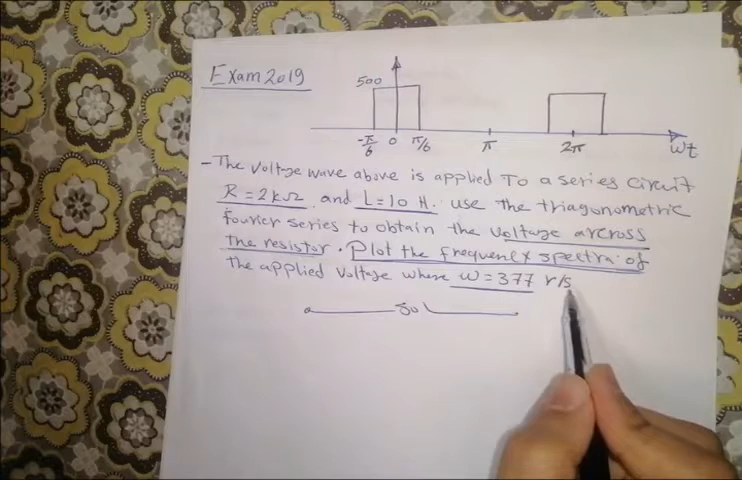 Exam 2019
500
-π/6 0 π/6 π 2π ωt
- The voltage wave above is applied To a series circuit
R = 2kΩ and L = 10 H. use the triagonometric
fourier series to obtain the voltage arcross
the resistor. Plot the frequency spectra of
the applied voltage where ω = 377 r/s